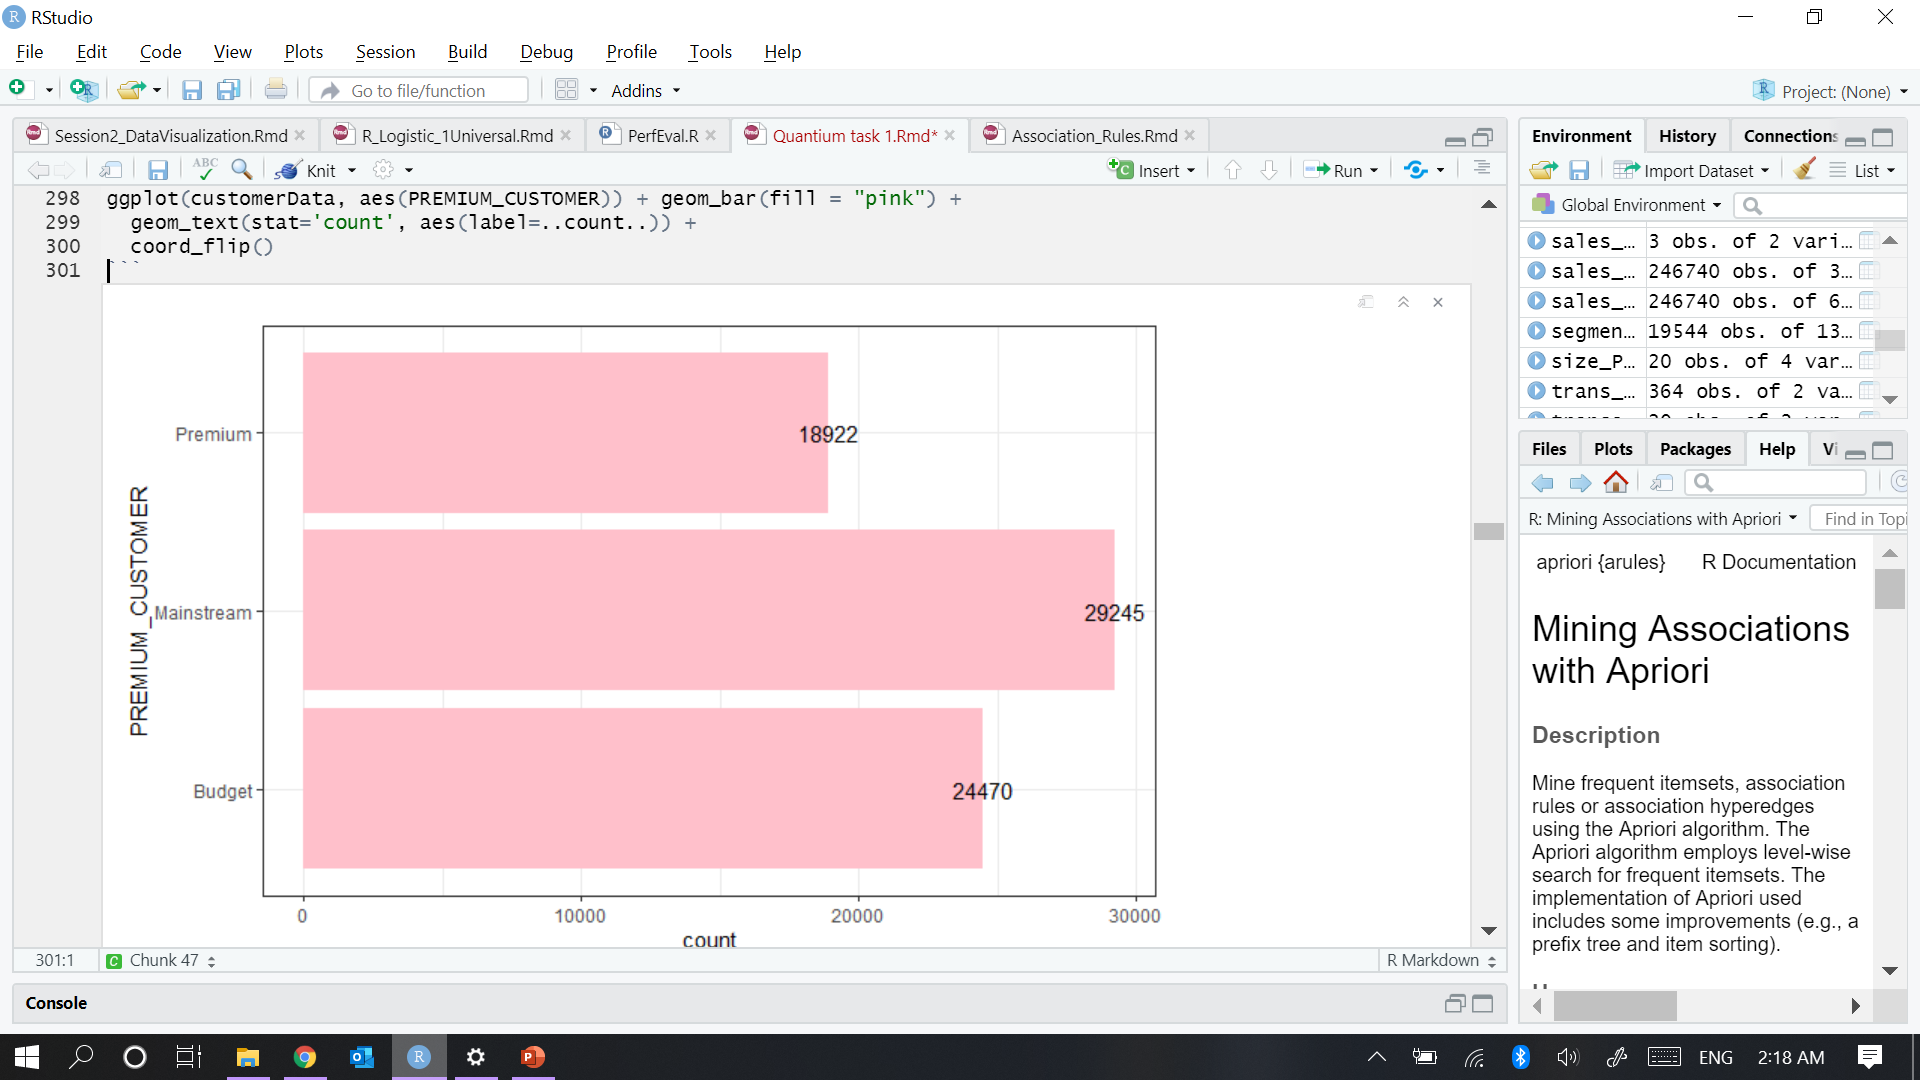 RStudio
File Edit Code View Plots Session Build Debug Profile Tools Help
Go to file/function Addins Project: (None)
Session2_DataVisualization.Rmd R_Logistic_1Universal.Rmd PerfEval.R Quantium task 1.Rmd* Association_Rules.Rmd
ABC Knit Insert Run
298 ggplot(customerData, aes(PREMIUM_CUSTOMER)) + geom_bar(fill = "pink") +
299 geom_text(stat='count', aes(label=..count..)) +
300 coord_flip()
301 ```
PREMIUM_CUSTOMER
Premium 18922
Mainstream 29245
Budget 24470
0 10000 20000 30000
count
301:1 Chunk 47 R Markdown
Console
Environment History Connections
Import Dataset List
Global Environment
sales_... 3 obs. of 2 vari...
sales_... 246740 obs. of 3...
sales_... 246740 obs. of 6...
segmen... 19544 obs. of 13...
size_P... 20 obs. of 4 var...
trans_... 364 obs. of 2 va...
Files Plots Packages Help Vi
R: Mining Associations with Apriori Find in Topi
apriori {arules} R Documentation
Mining Associations
with Apriori
Description
Mine frequent itemsets, association
rules or association hyperedges
using the Apriori algorithm. The
Apriori algorithm employs level-wise
search for frequent itemsets. The
implementation of Apriori used
includes some improvements (e.g., a
prefix tree and item sorting).
ENG 2:18 AM